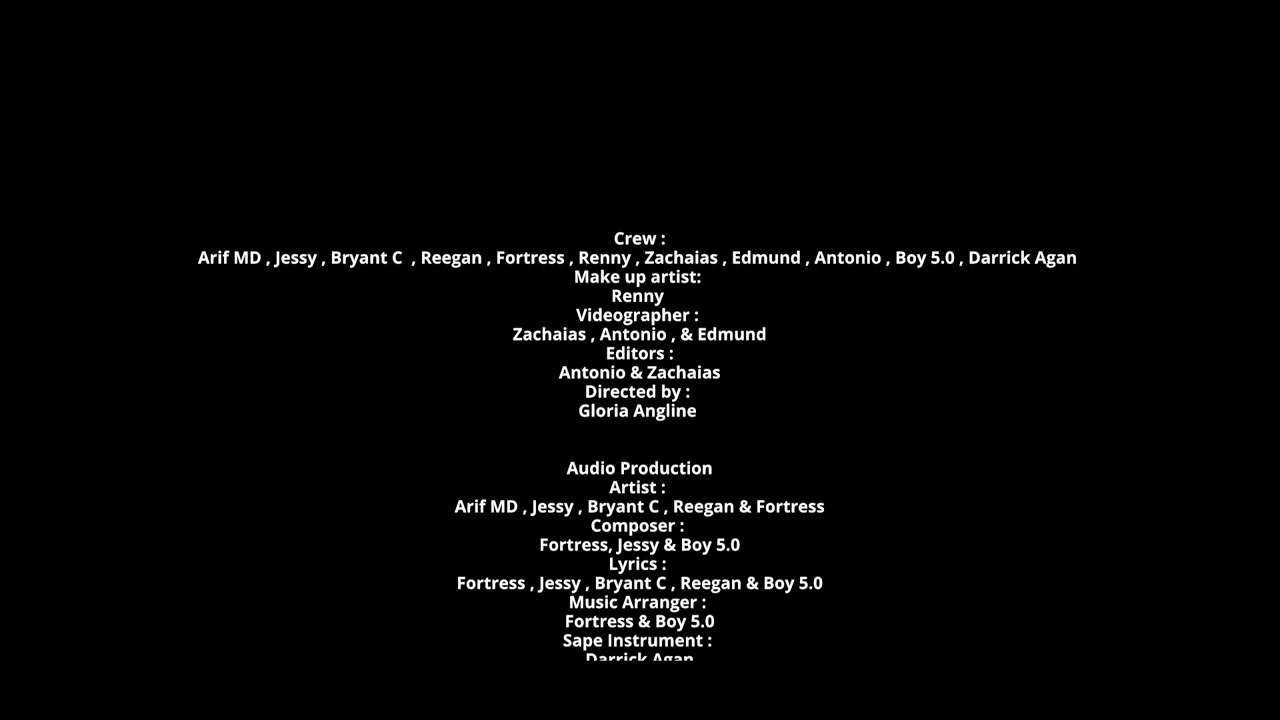 Crew :
Arif MD , Jessy , Bryant C  , Reegan , Fortress , Renny , Zachaias , Edmund , Antonio , Boy 5.0 , Darrick Agan
Make up artist:
Renny
Videographer :
Zachaias , Antonio , & Edmund
Editors :
Antonio & Zachaias
Directed by :
Gloria Angline
Audio Production
Artist :
Arif MD , Jessy , Bryant C , Reegan & Fortress
Composer :
Fortress, Jessy & Boy 5.0
Lyrics :
Fortress , Jessy , Bryant C , Reegan & Boy 5.0
Music Arranger :
Fortress & Boy 5.0
Sape Instrument :
Darrick Agan